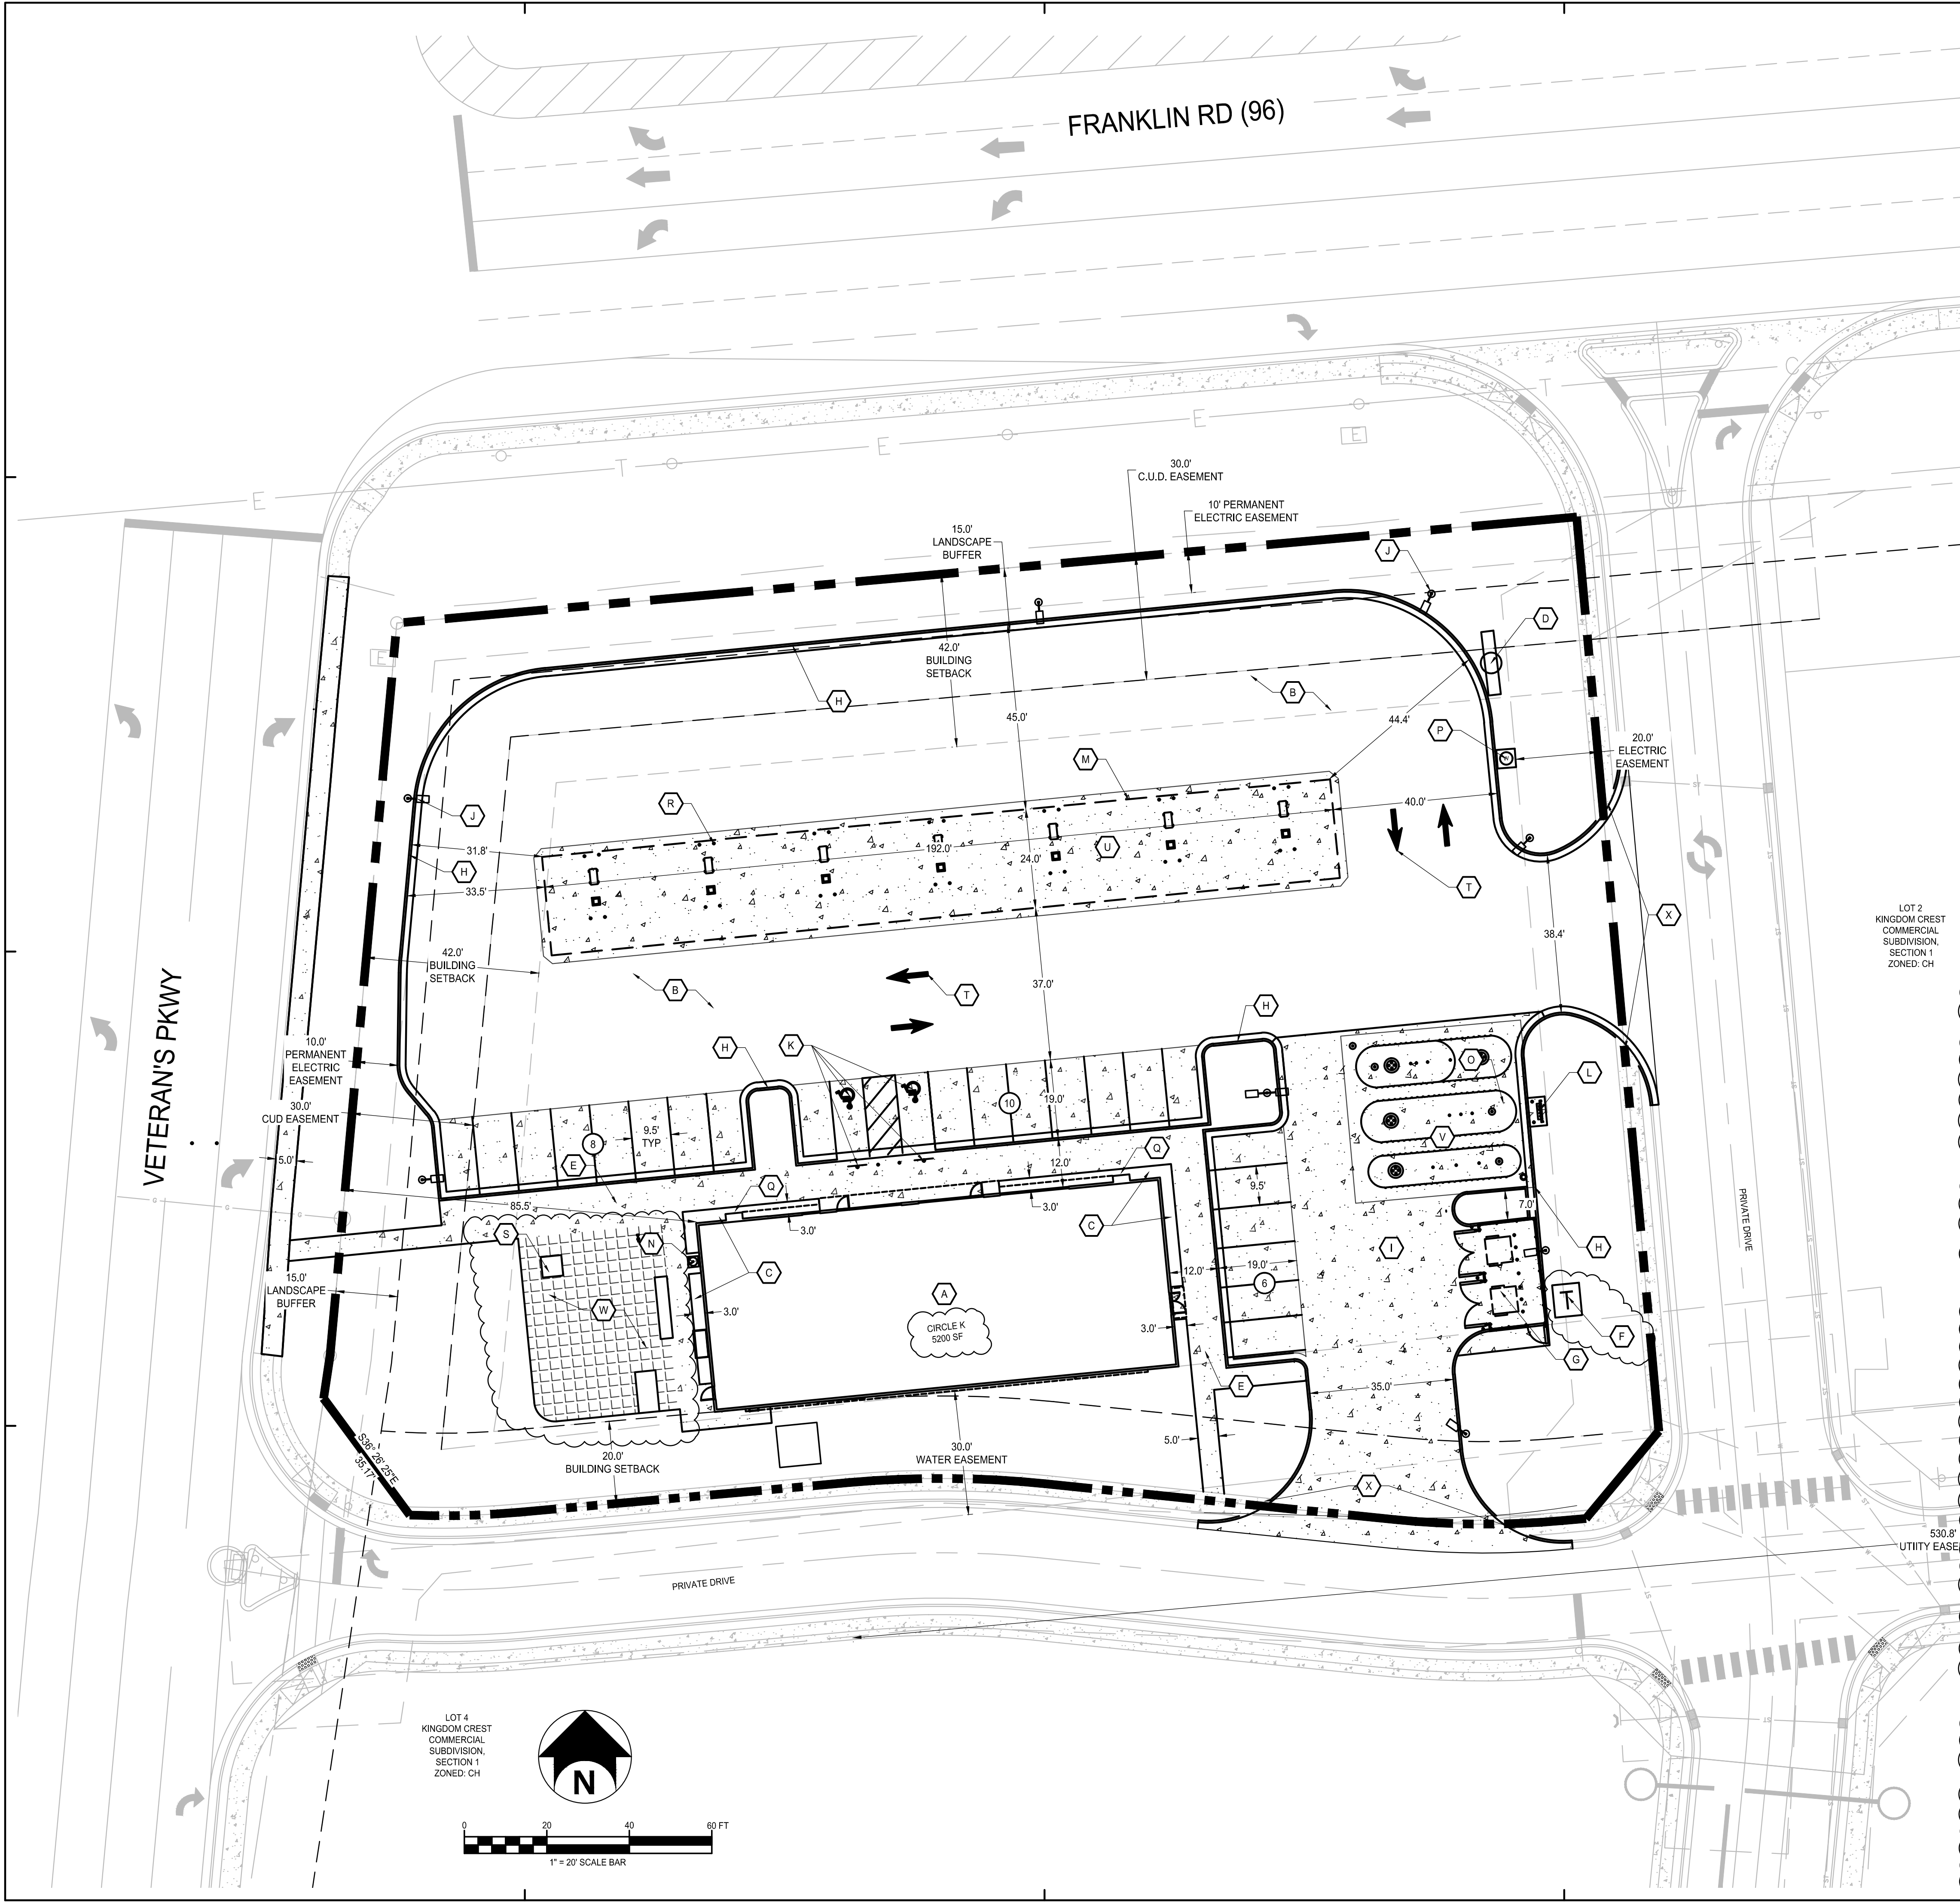 FRANKLIN RD (96)
30.0'
C.U.D. EASEMENT
10' PERMANENT
ELECTRIC EASEMENT
15.0'
LANDSCAPE
BUFFER
E
T
E
E
T
E
E
J
D
42.0'
BUILDING
SETBACK
H
B
45.0'
44.4'
P
20.0'
ELECTRIC
EASEMENT
M
R
J
40.0'
ST
31.8'
192.0'
24.0'
U
H
33.5'
T
X
LOT 2
KINGDOM CREST
COMMERCIAL
SUBDIVISION,
SECTION 1
ZONED: CH
38.4'
42.0'
BUILDING
SETBACK
B
T
37.0'
VETERAN'S PKWY
H
H
K
10.0'
PERMANENT
ELECTRIC
EASEMENT
O
L
30.0'
CUD EASEMENT
10
19.0'
9.5'
TYP
8
V
E
5.0'
12.0'
Q
Q
9.5'
85.5'
7.0'
PRIVATE DRIVE
3.0'
3.0'
C
S
N
I
H
C
12.0'
19.0'
6
15.0'
LANDSCAPE
BUFFER
A
W
3.0'
CIRCLE K
5200 SF
3.0'
T
F
G
E
35.0'
S36° 26' 25"E
35.17'
5.0'
20.0'
BUILDING SETBACK
30.0'
WATER EASEMENT
X
530.8'
PRIVATE DRIVE
LOT 4
KINGDOM CREST
COMMERCIAL
SUBDIVISION,
SECTION 1
ZONED: CH
N
0 20 40 60 FT
1" = 20' SCALE BAR